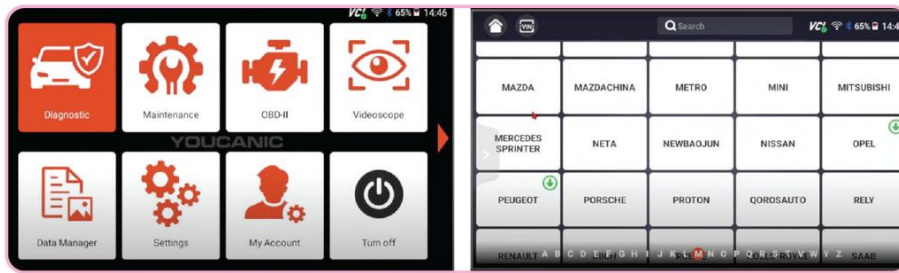 VCI 65% 14:46
Diagnostic Maintenance OBD-II Videoscope
YOUCANIC
Data Manager Settings My Account Turn off
VIN Search VCI 65% 14:4
MAZDA MAZDACHINA METRO MINI MITSUBISHI
MERCEDES SPRINTER NETA NEWBAOJUN NISSAN OPEL
PEUGEOT PORSCHE PROTON QOROSAUTO RELY
RENAULT SAAB
A B C D E F G H I J K L M N O P Q R S T V W Y Z